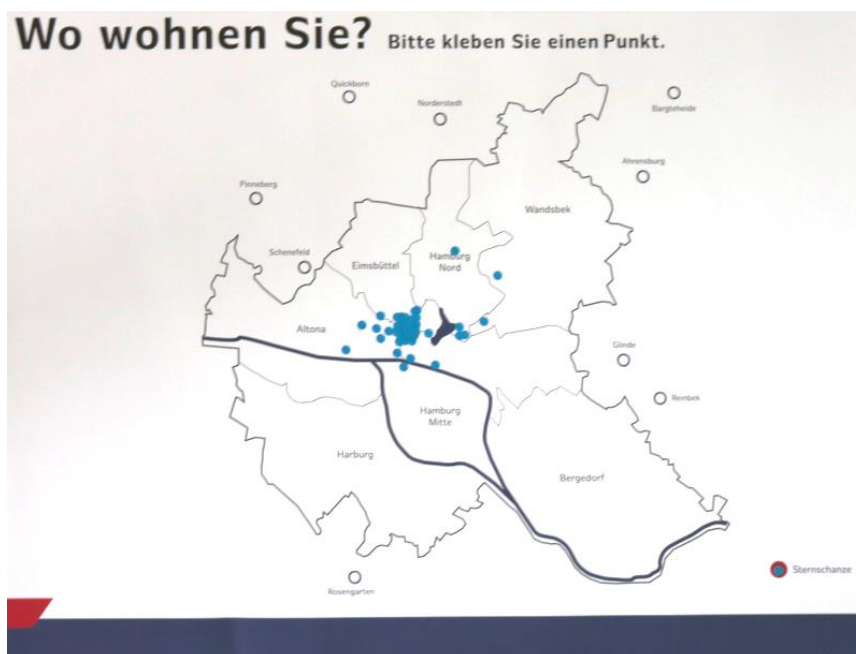 Wo wohnen Sie? Bitte kleben Sie einen Punkt.
Quickborn
Norderstedt
Bargteheide
Ahrensburg
Pinneberg
Wandsbek
Schenefeld
Eimsbüttel
Hamburg
Nord
Altona
Glinde
Reinbek
Hamburg
Mitte
Harburg
Bergedorf
Sternschanze
Rosengarten